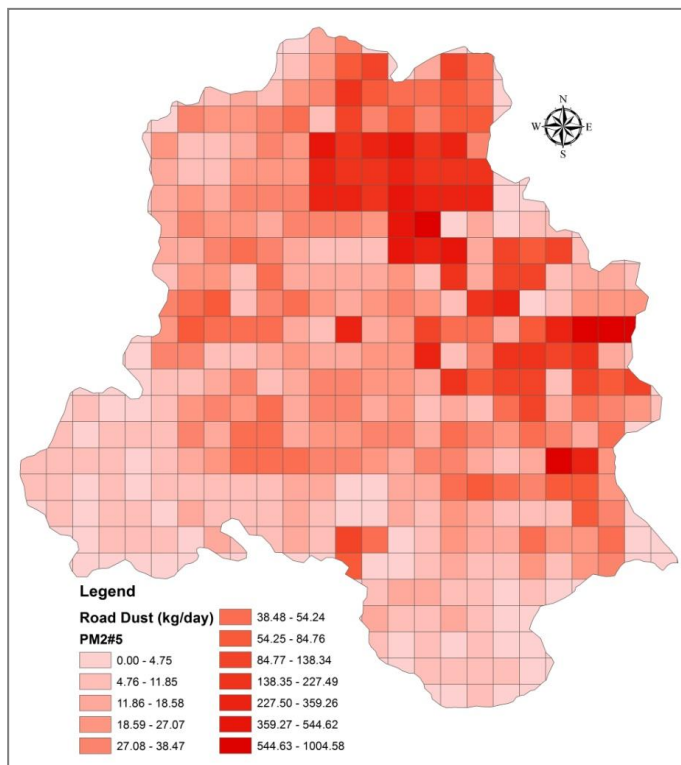 N
W E
S
Legend
Road Dust (kg/day)
PM2#5
0.00 - 4.75
4.76 - 11.85
11.86 - 18.58
18.59 - 27.07
27.08 - 38.47
38.48 - 54.24
54.25 - 84.76
84.77 - 138.34
138.35 - 227.49
227.50 - 359.26
359.27 - 544.62
544.63 - 1004.58